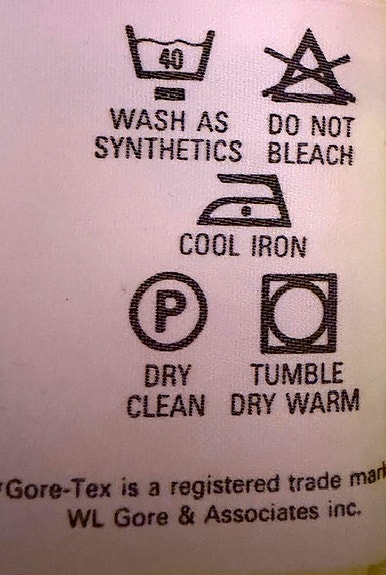 40
WASH AS DO NOT
SYNTHETICS BLEACH
COOL IRON
P
DRY TUMBLE
CLEAN DRY WARM
Gore-Tex is a registered trade mark
WL Gore & Associates inc.